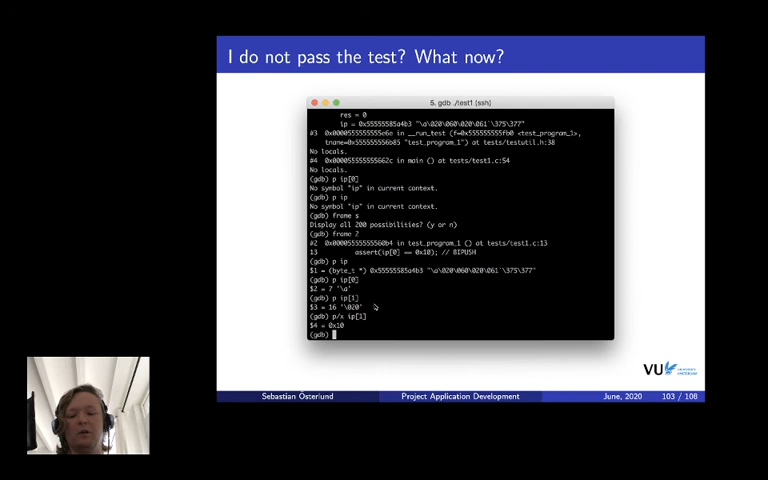 I do not pass the test? What now?
5. gdb ./test1 (ssh)
res = 0
ip = 0x55555585a4b3 "\a\020\060\020\061`\375\377"
#3  0x0000555555555e6e in __run_test (f=0x555555555fb0 <test_program_1>,
tname=0x555555556b85 "test_program_1") at tests/testutil.h:38
No locals.
#4  0x000055555555662c in main () at tests/test1.c:54
No locals.
(gdb) p ip[0]
No symbol "ip" in current context.
(gdb) p ip
No symbol "ip" in current context.
(gdb) frame s
Display all 200 possibilities? (y or n)
(gdb) frame 2
#2  0x00005555555560b4 in test_program_1 () at tests/test1.c:13
13          assert(ip[0] == 0x10); // BIPUSH
(gdb) p ip
$1 = (byte_t *) 0x55555585a4b3 "\a\020\060\020\061`\375\377"
(gdb) p ip[0]
$2 = 7 '\a'
(gdb) p ip[1]
$3 = 16 '\020'
(gdb) p/x ip[1]
$4 = 0x10
(gdb)
VU
Sebastian Österlund
Project Application Development
June, 2020
103 / 108